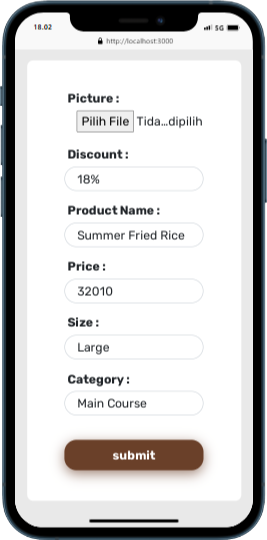 18.02
5G
http://localhost:3000
Picture :
Pilih File Tida...dipilih
Discount :
18%
Product Name :
Summer Fried Rice
Price :
32010
Size :
Large
Category :
Main Course
submit